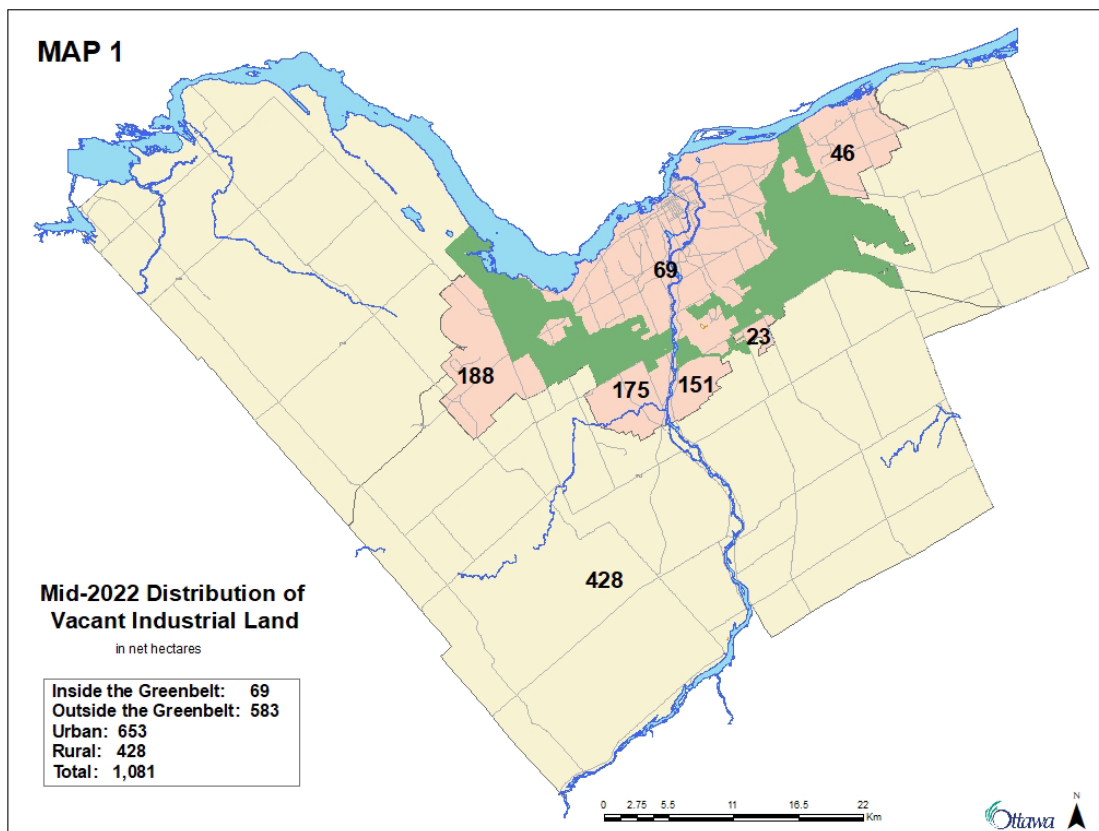 MAP 1
46
69
23
188
175
151
428
Mid-2022 Distribution of
Vacant Industrial Land
in net hectares
Inside the Greenbelt: 69
Outside the Greenbelt: 583
Urban: 653
Rural: 428
Total: 1,081
0 2.75 5.5 11 16.5 22
Km
Ottawa
N